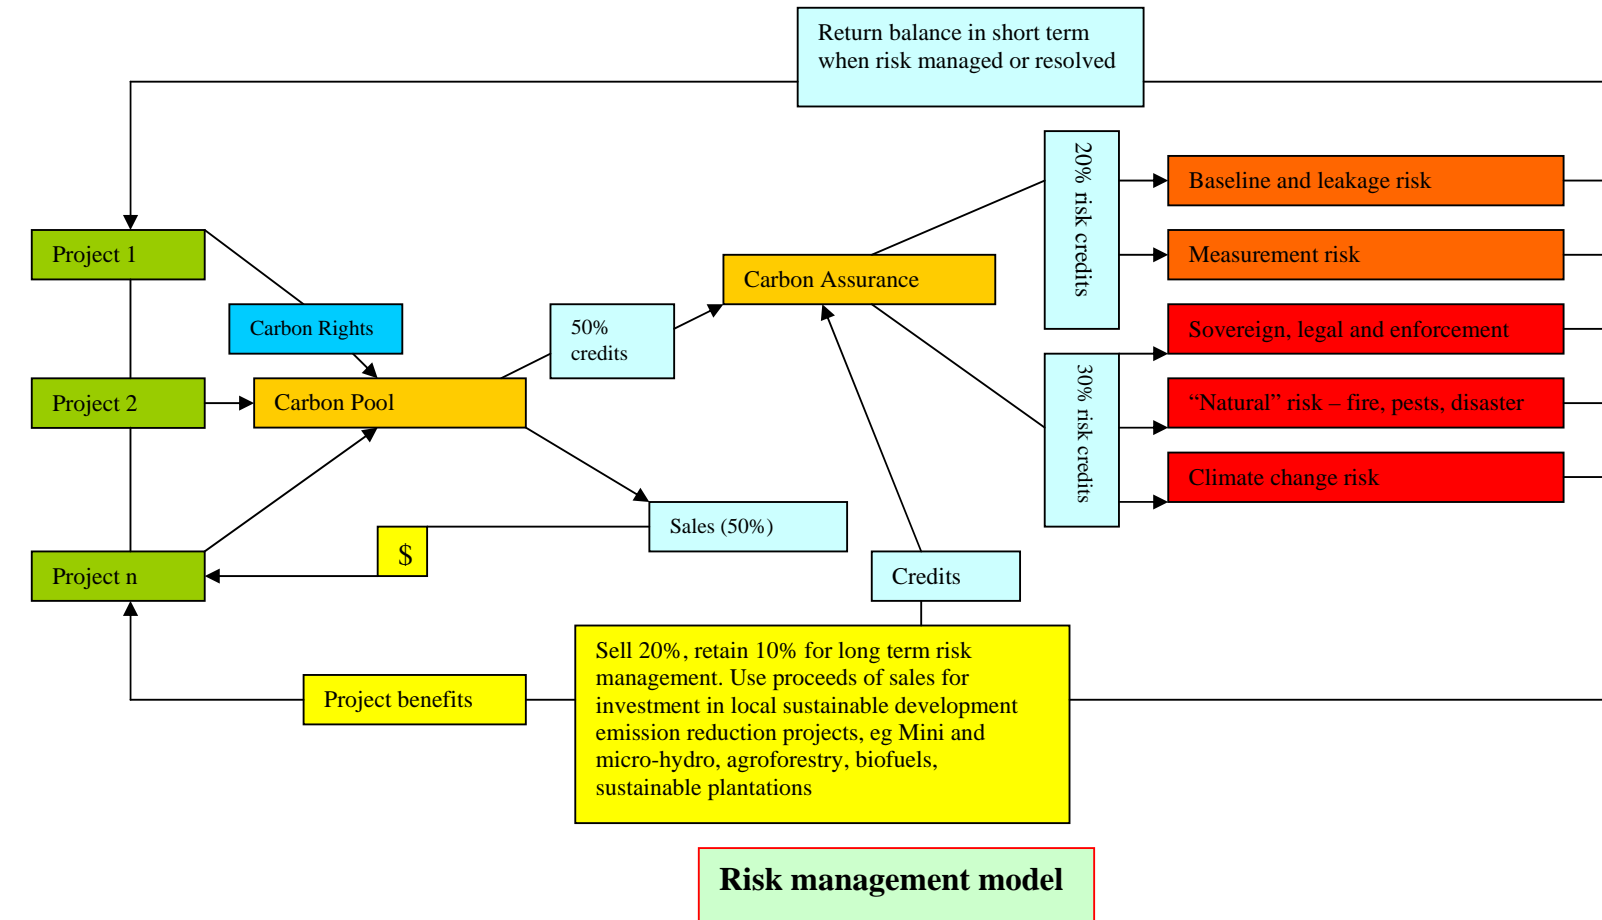 Return balance in short term
when risk managed or resolved
20% risk credits
Baseline and leakage risk
Project 1
Measurement risk
Carbon Assurance
Carbon Rights
50%
credits
Sovereign, legal and enforcement
30% risk credits
Project 2
Carbon Pool
“Natural” risk – fire, pests, disaster
Climate change risk
Sales (50%)
$
Project n
Credits
Sell 20%, retain 10% for long term risk
management. Use proceeds of sales for
investment in local sustainable development
emission reduction projects, eg Mini and
micro-hydro, agroforestry, biofuels,
sustainable plantations
Project benefits
Risk management model